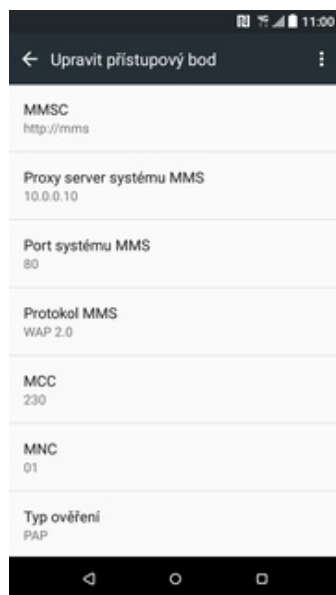 11:00
Upravit přístupový bod
MMSC
http://mms
Proxy server systému MMS
10.0.0.10
Port systému MMS
80
Protokol MMS
WAP 2.0
MCC
230
MNC
01
Typ ověření
PAP